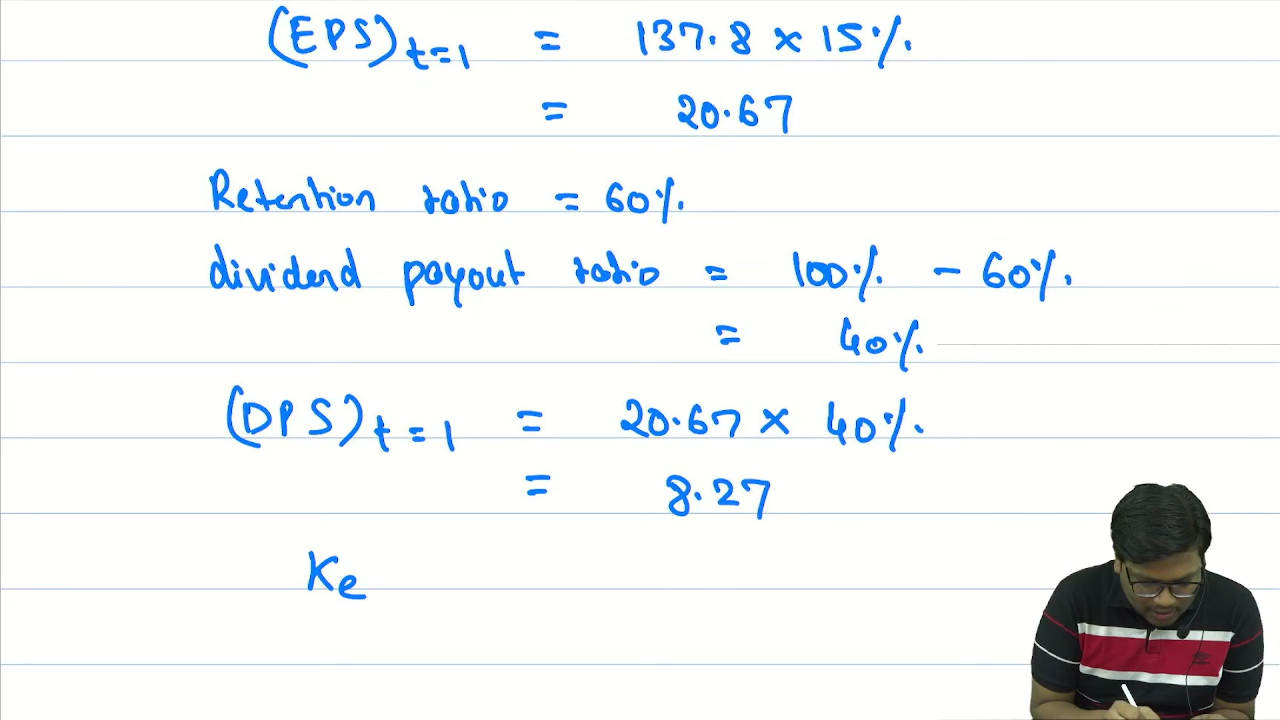 (EPS)t=1 = 137.8 × 15%
= 20.67
Retention ratio = 60%
dividend payout ratio = 100% - 60%
= 40%
(DPS)t=1 = 20.67 × 40%
= 8.27
Ke